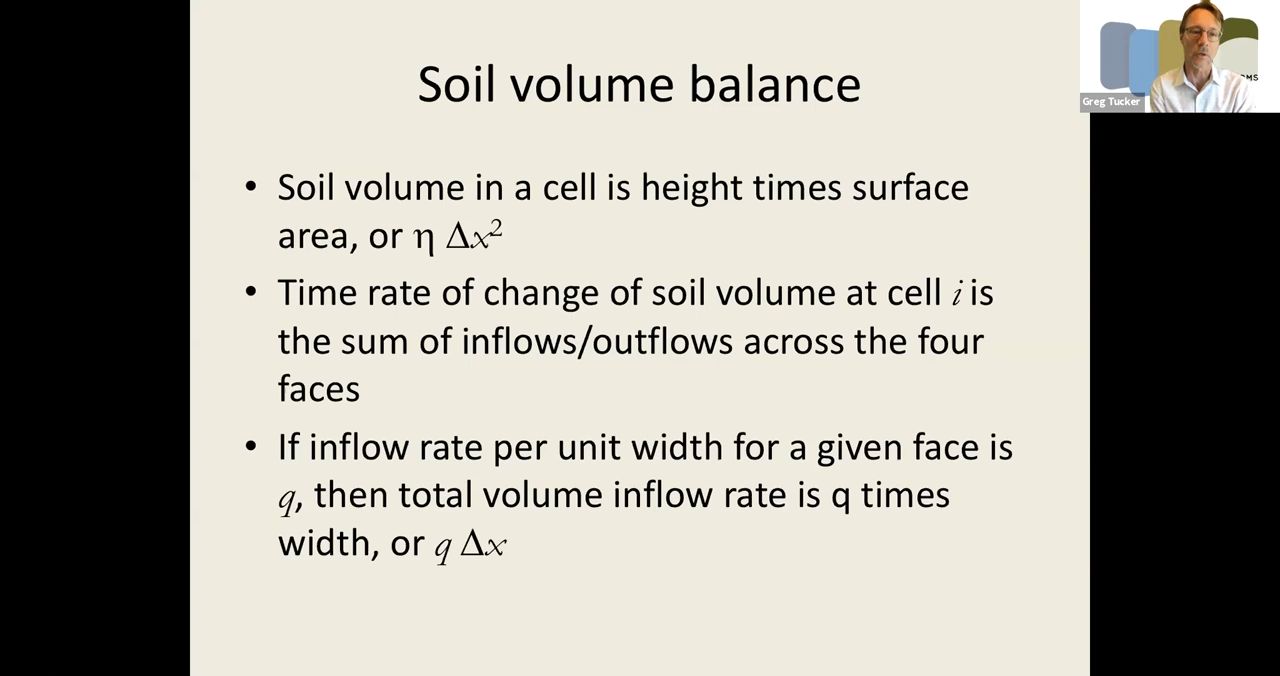 Soil volume balance
• Soil volume in a cell is height times surface
area, or η Δx²
• Time rate of change of soil volume at cell i is
the sum of inflows/outflows across the four
faces
• If inflow rate per unit width for a given face is
q, then total volume inflow rate is q times
width, or q Δx
Greg Tucker